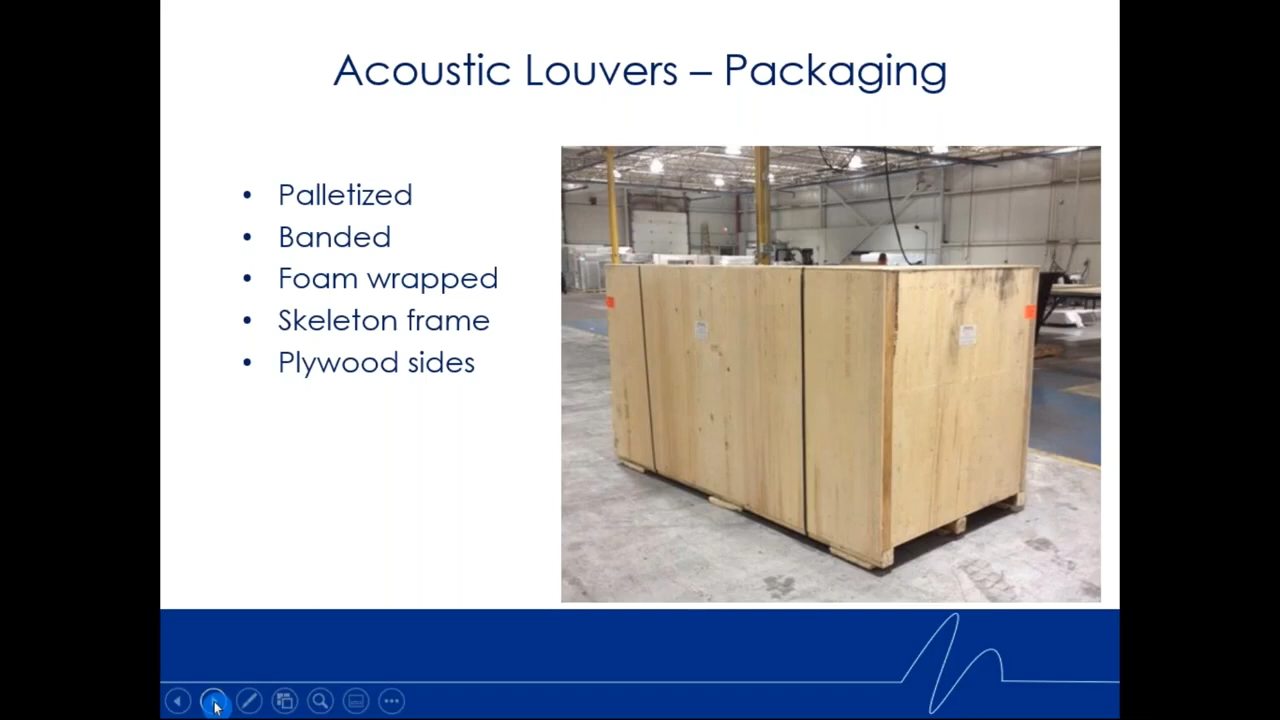 Acoustic Louvers – Packaging
• Palletized
• Banded
• Foam wrapped
• Skeleton frame
• Plywood sides